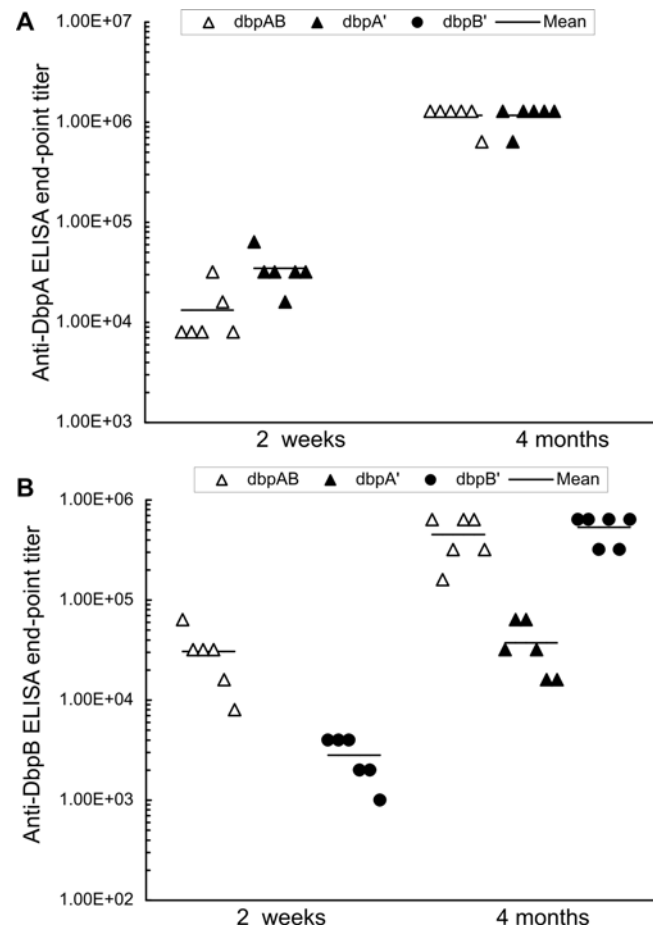 A
dbpAB dbpA' dbpB' Mean
Anti-DbpA ELISA end-point titer
1.00E+07
1.00E+06
1.00E+05
1.00E+04
1.00E+03
2 weeks 4 months
B
dbpAB dbpA' dbpB' Mean
Anti-DbpB ELISA end-point titer
1.00E+06
1.00E+05
1.00E+04
1.00E+03
1.00E+02
2 weeks 4 months